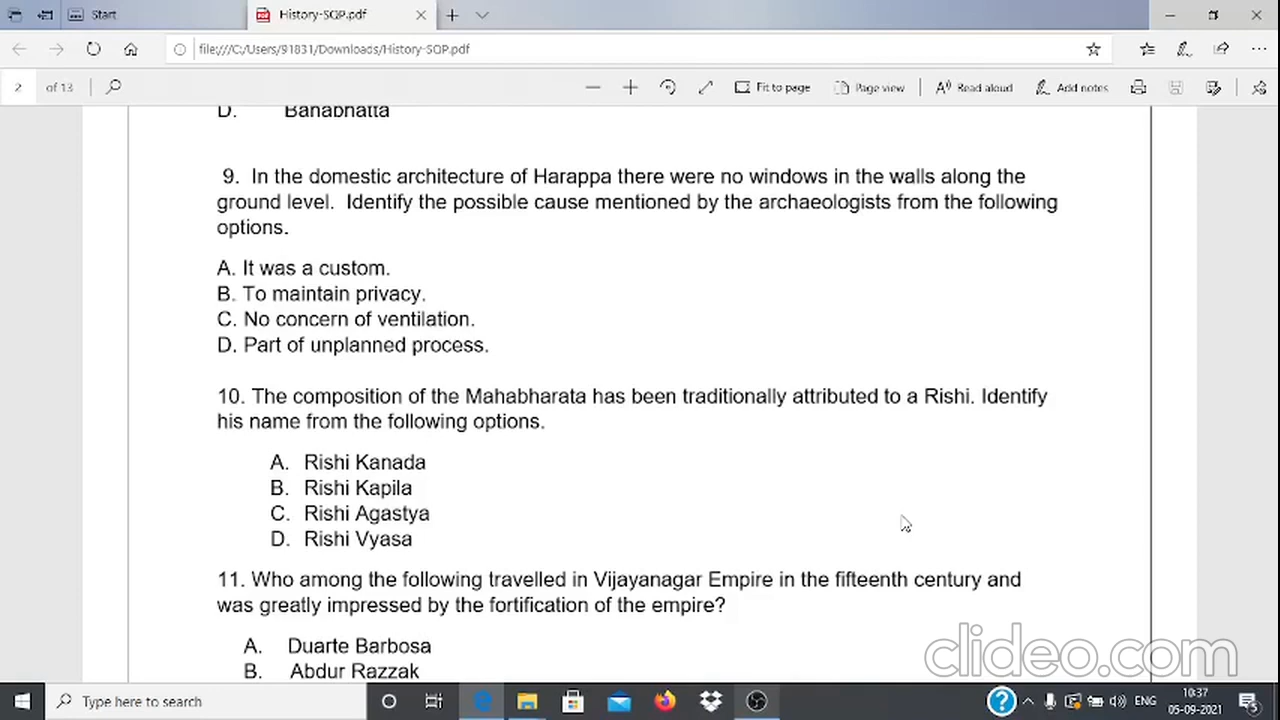 Start
History-SQP.pdf
file:///C:/Users/91831/Downloads/History-SQP.pdf
2 of 13
Fit to page
Page view
Read aloud
Add notes
D. Banabhatta
9. In the domestic architecture of Harappa there were no windows in the walls along the
ground level. Identify the possible cause mentioned by the archaeologists from the following
options.
A. It was a custom.
B. To maintain privacy.
C. No concern of ventilation.
D. Part of unplanned process.
10. The composition of the Mahabharata has been traditionally attributed to a Rishi. Identify
his name from the following options.
A. Rishi Kanada
B. Rishi Kapila
C. Rishi Agastya
D. Rishi Vyasa
11. Who among the following travelled in Vijayanagar Empire in the fifteenth century and
was greatly impressed by the fortification of the empire?
A. Duarte Barbosa
B. Abdur Razzak
clideo.com
Type here to search
ENG
10:37
05-09-2021
5